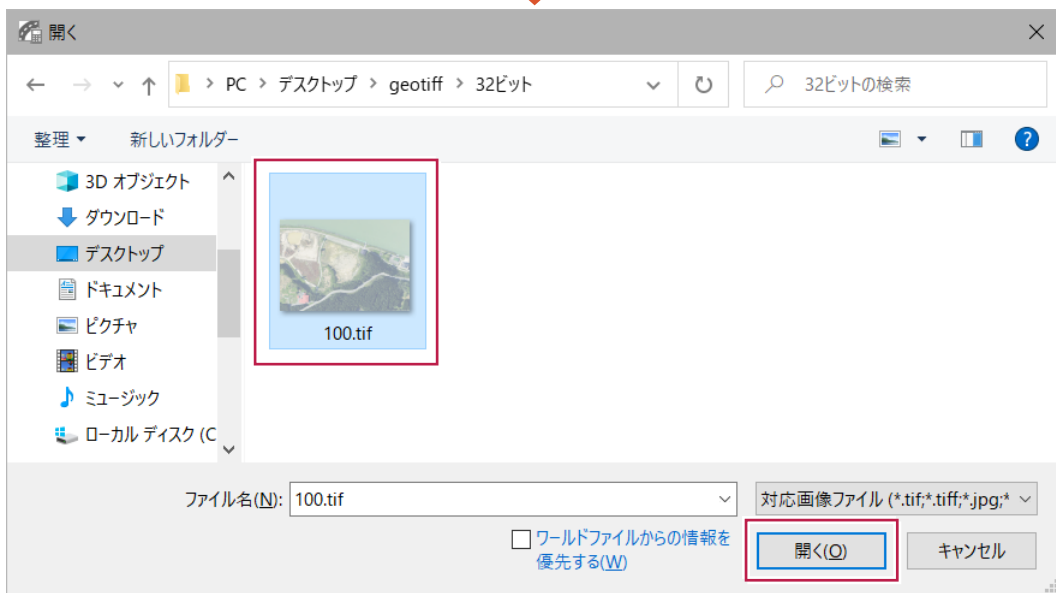 開く
PC > デスクトップ > geotiff > 32ビット
32ビットの検索
整理
新しいフォルダー
?
3D オブジェクト
ダウンロード
デスクトップ
ドキュメント
ピクチャ
ビデオ
ミュージック
ローカル ディスク (C
100.tif
ファイル名(N):
100.tif
対応画像ファイル (*.tif;*.tiff;*.jpg;*
ワールドファイルからの情報を
優先する(W)
開く(O)
キャンセル